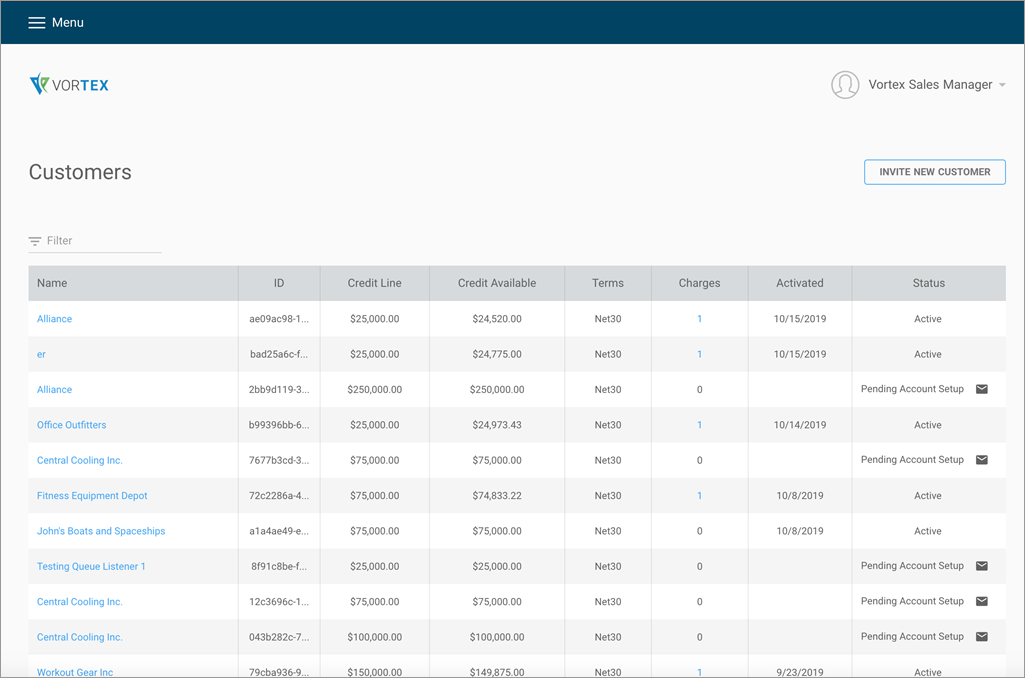 Menu
VORTEX
Vortex Sales Manager
Customers
INVITE NEW CUSTOMER
Filter
Name ID Credit Line Credit Available Terms Charges Activated Status
Alliance ae09ac98-1... $25,000.00 $24,520.00 Net30 1 10/15/2019 Active
er bad25a6c-f... $25,000.00 $24,775.00 Net30 1 10/15/2019 Active
Alliance 2bb9d119-3... $250,000.00 $250,000.00 Net30 0 Pending Account Setup
Office Outfitters b99396bb-6... $25,000.00 $24,973.43 Net30 1 10/14/2019 Active
Central Cooling Inc. 7677b3cd-3... $75,000.00 $75,000.00 Net30 0 Pending Account Setup
Fitness Equipment Depot 72c2286a-4... $75,000.00 $74,833.22 Net30 1 10/8/2019 Active
John's Boats and Spaceships a1a4ae49-e... $75,000.00 $75,000.00 Net30 0 10/8/2019 Active
Testing Queue Listener 1 8f91c8be-f... $25,000.00 $25,000.00 Net30 0 Pending Account Setup
Central Cooling Inc. 12c3696c-1... $75,000.00 $75,000.00 Net30 0 Pending Account Setup
Central Cooling Inc. 043b282c-7... $100,000.00 $100,000.00 Net30 0 Pending Account Setup
Workout Gear Inc 79cba936-9... $150,000.00 $149,875.00 Net30 1 9/23/2019 Active